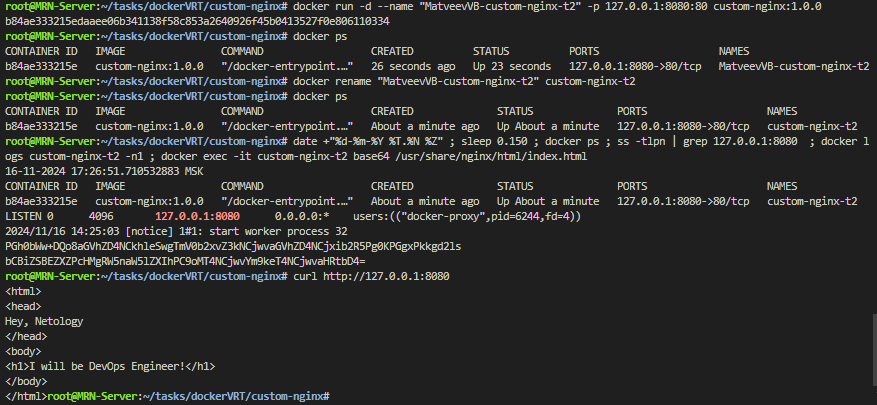 root@MRN-Server:~/tasks/dockerVRT/custom-nginx# docker run -d --name "MatveevVB-custom-nginx-t2" -p 127.0.0.1:8080:80 custom-nginx:1.0.0
b84ae333215edaaee06b341138f58c853a2640926f45b0413527f0e806110334
root@MRN-Server:~/tasks/dockerVRT/custom-nginx# docker ps
CONTAINER ID   IMAGE                COMMAND                  CREATED          STATUS          PORTS                    NAMES
b84ae333215e   custom-nginx:1.0.0   "/docker-entrypoint.…"   26 seconds ago   Up 23 seconds   127.0.0.1:8080->80/tcp   MatveevVB-custom-nginx-t2
root@MRN-Server:~/tasks/dockerVRT/custom-nginx# docker rename "MatveevVB-custom-nginx-t2" custom-nginx-t2
root@MRN-Server:~/tasks/dockerVRT/custom-nginx# docker ps
CONTAINER ID   IMAGE                COMMAND                  CREATED              STATUS              PORTS                    NAMES
b84ae333215e   custom-nginx:1.0.0   "/docker-entrypoint.…"   About a minute ago   Up About a minute   127.0.0.1:8080->80/tcp   custom-nginx-t2
root@MRN-Server:~/tasks/dockerVRT/custom-nginx# date +"%d-%m-%Y %T.%N %Z" ; sleep 0.150 ; docker ps ; ss -tlpn | grep 127.0.0.1:8080  ; docker l
ogs custom-nginx-t2 -n1 ; docker exec -it custom-nginx-t2 base64 /usr/share/nginx/html/index.html
16-11-2024 17:26:51.710532883 MSK
CONTAINER ID   IMAGE                COMMAND                  CREATED              STATUS              PORTS                    NAMES
b84ae333215e   custom-nginx:1.0.0   "/docker-entrypoint.…"   About a minute ago   Up About a minute   127.0.0.1:8080->80/tcp   custom-nginx-t2
LISTEN 0      4096       127.0.0.1:8080      0.0.0.0:*    users:(("docker-proxy",pid=6244,fd=4))
2024/11/16 14:25:03 [notice] 1#1: start worker process 32
PGh0bWw+DQo8aGVhZD4NCkhleSwgTmV0b2xvZ3kNCjwvaGVhZD4NCjxib2R5Pg0KPGgxPkkgd2ls
bCBiZSBEZXZPcHMgRW5naW5lZXIhPC9oMT4NCjwvYm9keT4NCjwvaHRtbD4=
root@MRN-Server:~/tasks/dockerVRT/custom-nginx# curl http://127.0.0.1:8080
<html>
<head>
Hey, Netology
</head>
<body>
<h1>I will be DevOps Engineer!</h1>
</body>
</html>root@MRN-Server:~/tasks/dockerVRT/custom-nginx#